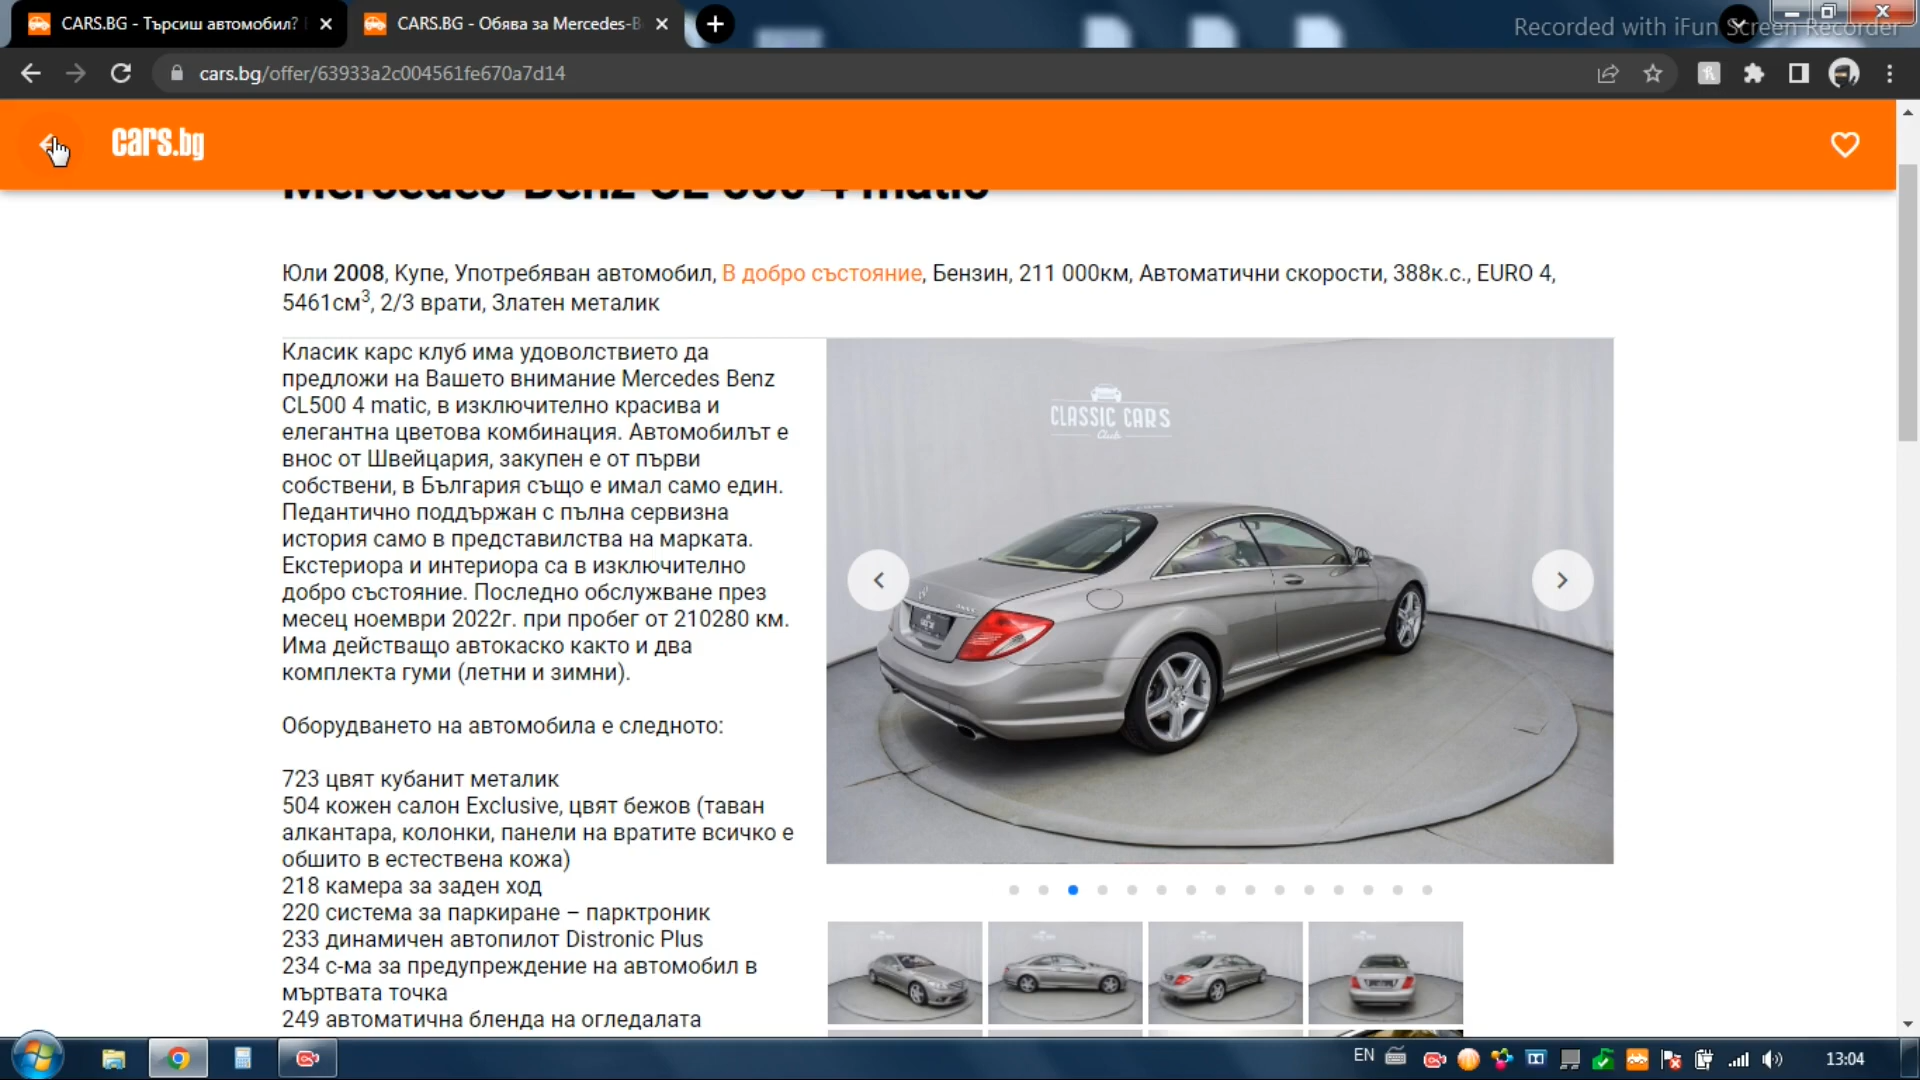 CARS.BG - Търсиш автомобил?
CARS.BG - Обява за Mercedes-B
Recorded with iFun Screen Recorder
cars.bg/offer/63933a2c004561fe670a7d14
cars.bg
Mercedes-Benz CL 500 4 matic
Юли 2008, Купе, Употребяван автомобил, В добро състояние, Бензин, 211 000км, Автоматични скорости, 388к.с., EURO 4,
5461см³, 2/3 врати, Златен металик
Класик карс клуб има удоволствието да
предложи на Вашето внимание Mercedes Benz
CL500 4 matic, в изключително красива и
елегантна цветова комбинация. Автомобилът е
внос от Швейцария, закупен е от първи
собствени, в България също е имал само един.
Педантично поддържан с пълна сервизна
история само в представилства на марката.
Екстериора и интериора са в изключително
добро състояние. Последно обслужване през
месец ноември 2022г. при пробег от 210280 км.
Има действащо автокаско както и два
комплекта гуми (летни и зимни).
Оборудването на автомобила е следното:
723 цвят кубанит металик
504 кожен салон Exclusive, цвят бежов (таван
алкантара, колонки, панели на вратите всичко е
обшито в естествена кожа)
218 камера за заден ход
220 система за паркиране – парктроник
233 динамичен автопилот Distronic Plus
234 с-ма за предупреждение на автомобил в
мъртвата точка
249 автоматична бленда на огледалата
CLASSIC CARS
Club
EN
13:04